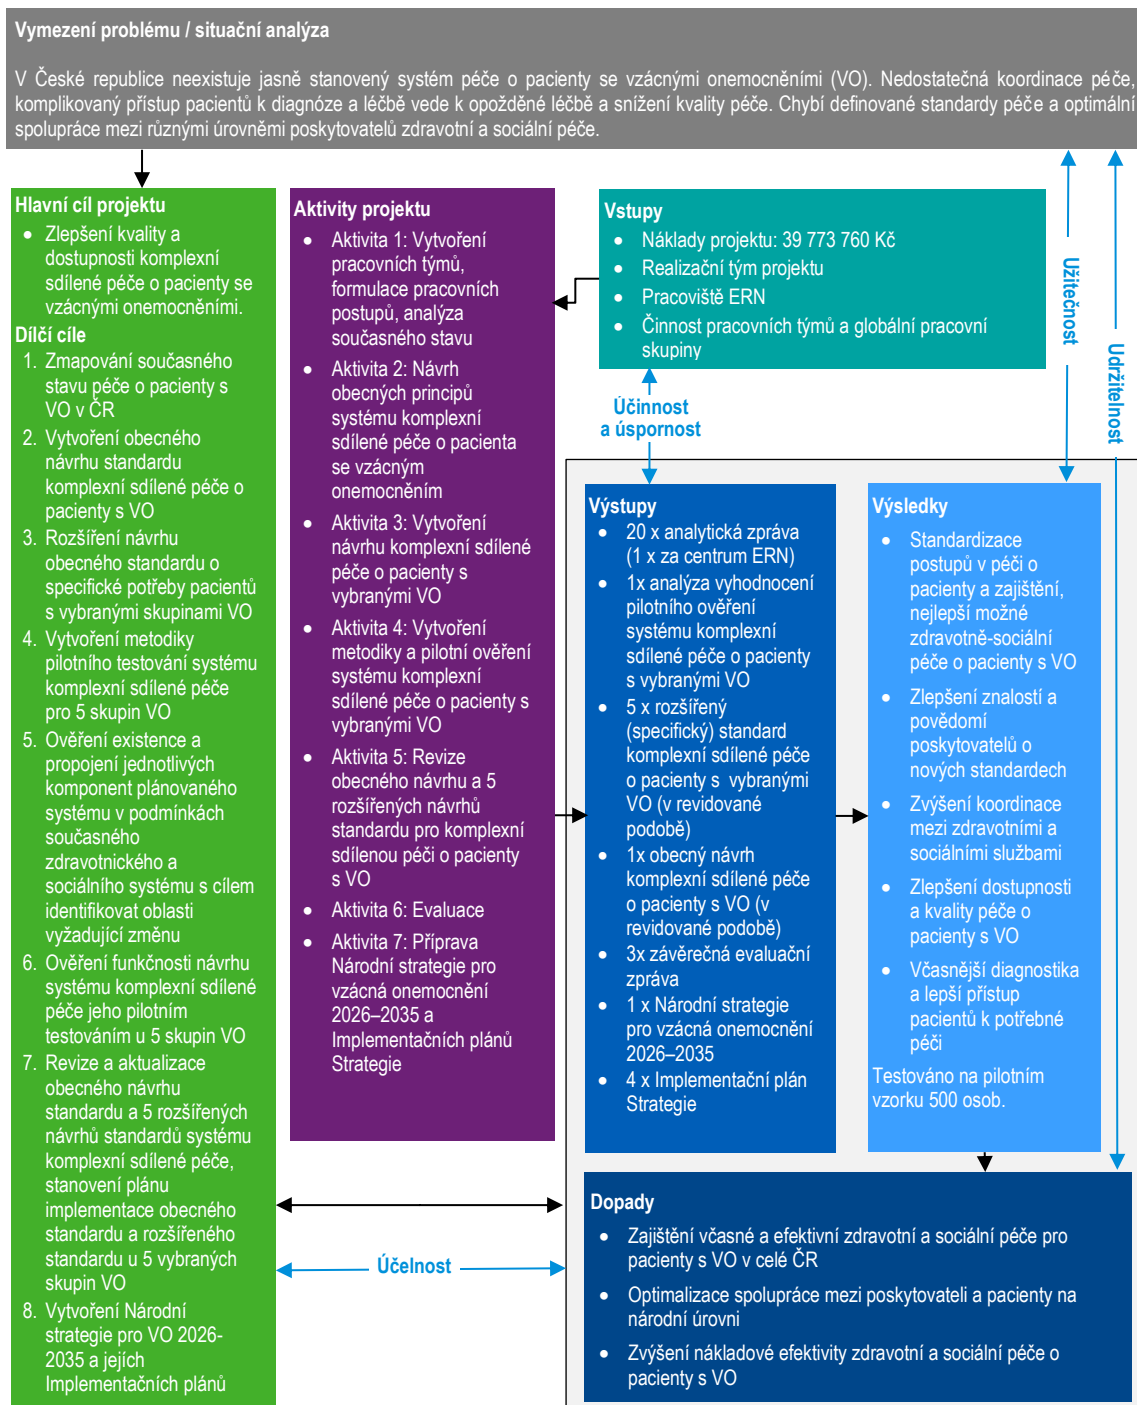 Vymezení problému / situační analýza
V České republice neexistuje jasně stanovený systém péče o pacienty se vzácnými onemocněními (VO). Nedostatečná koordinace péče,
komplikovaný přístup pacientů k diagnóze a léčbě vede k opožděné léčbě a snížení kvality péče. Chybí definované standardy péče a optimální
spolupráce mezi různými úrovněmi poskytovatelů zdravotní a sociální péče.
Hlavní cíl projektu
• Zlepšení kvality a
dostupnosti komplexní
sdílené péče o pacienty se
vzácnými onemocněními.
Dílčí cíle
1. Zmapování současného
stavu péče o pacienty s
VO v ČR
2. Vytvoření obecného
návrhu standardu
komplexní sdílené péče o
pacienty s VO
3. Rozšíření návrhu
obecného standardu o
specifické potřeby pacientů
s vybranými skupinami VO
4. Vytvoření metodiky
pilotního testování systému
komplexní sdílené péče
pro 5 skupin VO
5. Ověření existence a
propojení jednotlivých
komponent plánovaného
systému v podmínkách
současného
zdravotnického a
sociálního systému s cílem
identifikovat oblasti
vyžadující změnu
6. Ověření funkčnosti návrhu
systému komplexní sdílené
péče jeho pilotním
testováním u 5 skupin VO
7. Revize a aktualizace
obecného návrhu
standardu a 5 rozšířených
návrhů standardů systému
komplexní sdílené péče,
stanovení plánu
implementace obecného
standardu a rozšířeného
standardu u 5 vybraných
skupin VO
8. Vytvoření Národní
strategie pro VO 2026-
2035 a jejích
Implementačních plánů
Aktivity projektu
• Aktivita 1: Vytvoření
pracovních týmů,
formulace pracovních
postupů, analýza
současného stavu
• Aktivita 2: Návrh
obecných principů
systému komplexní
sdílené péče o pacienta
se vzácným
onemocněním
• Aktivita 3: Vytvoření
návrhu komplexní sdílené
péče o pacienty s
vybranými VO
• Aktivita 4: Vytvoření
metodiky a pilotní ověření
systému komplexní
sdílené péče o pacienty s
vybranými VO
• Aktivita 5: Revize
obecného návrhu a 5
rozšířených návrhů
standardu pro komplexní
sdílenou péči o pacienty
s VO
• Aktivita 6: Evaluace
• Aktivita 7: Příprava
Národní strategie pro
vzácná onemocnění
2026–2035 a
Implementačních plánů
Strategie
Vstupy
• Náklady projektu: 39 773 760 Kč
• Realizační tým projektu
• Pracoviště ERN
• Činnost pracovních týmů a globální pracovní
skupiny
Účinnost
a úspornost
Užitečnost
Udržitelnost
Výstupy
• 20 x analytická zpráva
(1 x za centrum ERN)
• 1x analýza vyhodnocení
pilotního ověření
systému komplexní
sdílené péče o pacienty
s vybranými VO
• 5 x rozšířený
(specifický) standard
komplexní sdílené péče
o pacienty s vybranými
VO (v revidované
podobě)
• 1x obecný návrh
komplexní sdílené péče
o pacienty s VO (v
revidované podobě)
• 3x závěrečná evaluační
zpráva
• 1 x Národní strategie
pro vzácná onemocnění
2026–2035
• 4 x Implementační plán
Strategie
Výsledky
• Standardizace
postupů v péči o
pacienty a zajištění,
nejlepší možné
zdravotně-sociální
péče o pacienty s VO
• Zlepšení znalostí a
povědomí
poskytovatelů o
nových standardech
• Zvýšení koordinace
mezi zdravotními a
sociálními službami
• Zlepšení dostupnosti
a kvality péče o
pacienty s VO
• Včasnější diagnostika
a lepší přístup
pacientů k potřebné
péči
Testováno na pilotním
vzorku 500 osob.
Účelnost
Dopady
• Zajištění včasné a efektivní zdravotní a sociální péče pro
pacienty s VO v celé ČR
• Optimalizace spolupráce mezi poskytovateli a pacienty na
národní úrovni
• Zvýšení nákladové efektivity zdravotní a sociální péče o
pacienty s VO